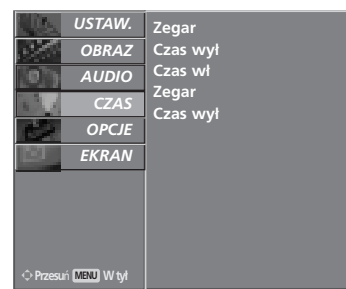 USTAW.
OBRAZ
AUDIO
CZAS
OPCJE
EKRAN
Zegar
Czas wył
Czas wł
Zegar
Czas wył
Przesuń MENU W tył